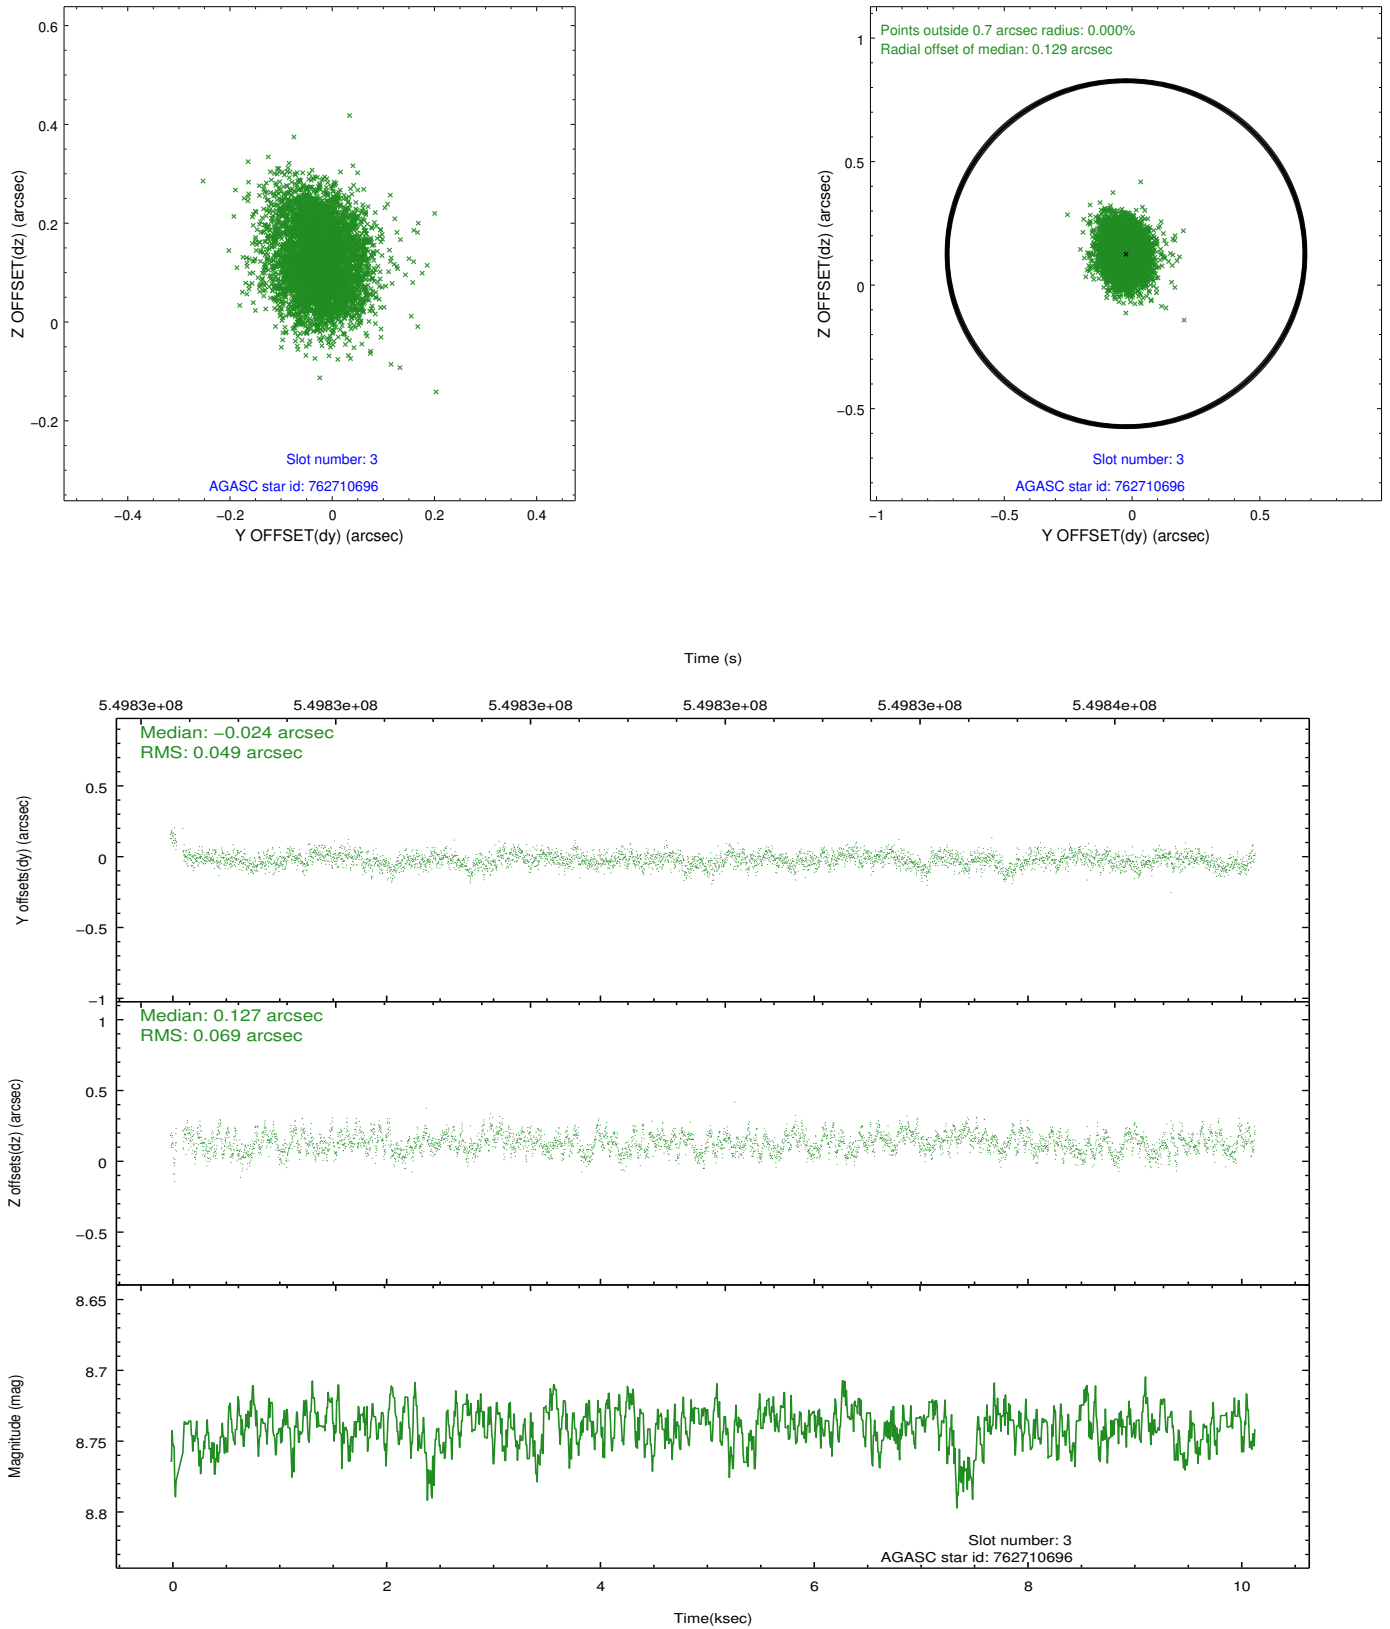 0.6
0.4
0.2
0
−0.2
Z OFFSET(dz) (arcsec)
Slot number: 3
AGASC star id: 762710696
−0.4 −0.2 0 0.2 0.4
Y OFFSET(dy) (arcsec)
Points outside 0.7 arcsec radius: 0.000%
Radial offset of median: 0.129 arcsec
1
0.5
0
−0.5
Z OFFSET(dz) (arcsec)
Slot number: 3
AGASC star id: 762710696
−1 −0.5 0 0.5
Y OFFSET(dy) (arcsec)
Time (s)
5.4983e+08 5.4983e+08 5.4983e+08 5.4983e+08 5.4983e+08 5.4984e+08
Median: −0.024 arcsec
RMS: 0.049 arcsec
0.5
0
−0.5
−1
Y offsets(dy) (arcsec)
Median: 0.127 arcsec
RMS: 0.069 arcsec
1
0.5
0
−0.5
Z offsets(dz) (arcsec)
8.65
8.7
8.75
8.8
Magnitude (mag)
Slot number: 3
AGASC star id: 762710696
0 2 4 6 8 10
Time(ksec)